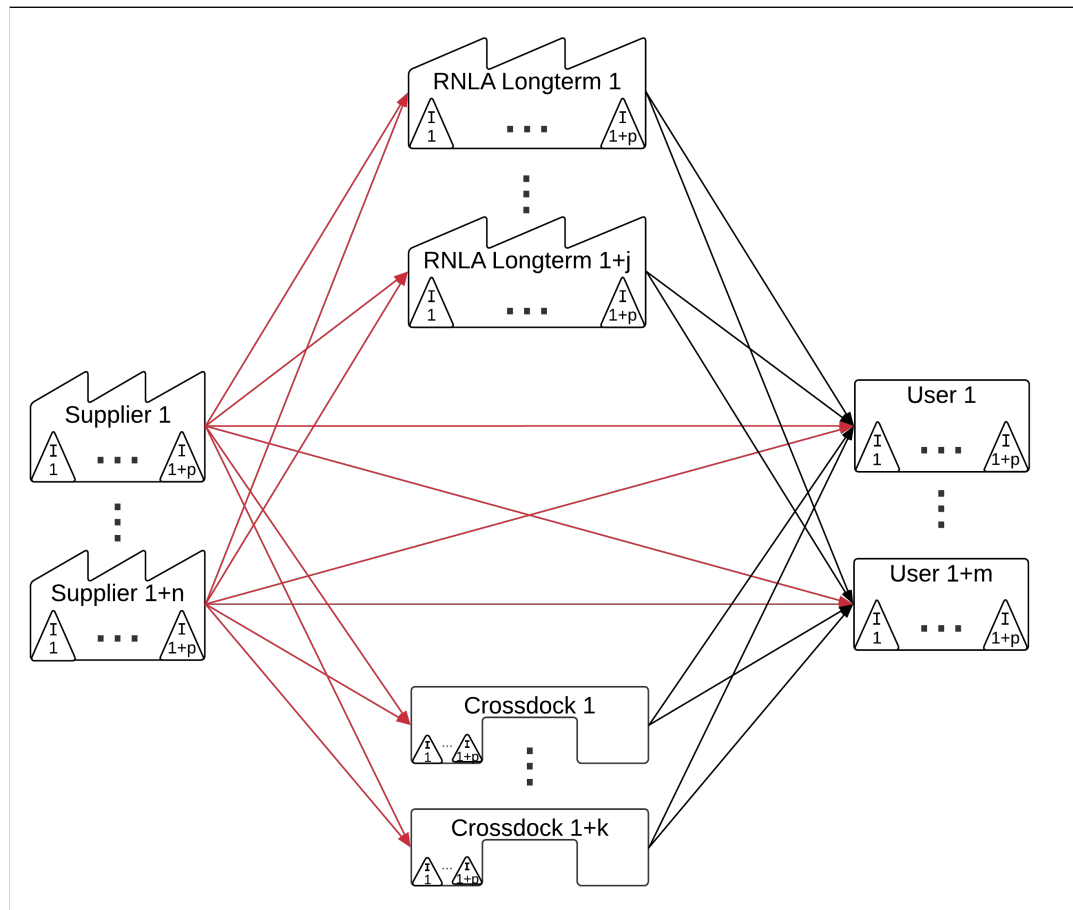 RNLA Longterm 1
I
1
...
I
1+p
RNLA Longterm 1+j
I
1
...
I
1+p
Supplier 1
I
1
...
I
1+p
User 1
I
1
...
I
1+p
Supplier 1+n
I
1
...
I
1+p
User 1+m
I
1
...
I
1+p
Crossdock 1
I
1
...
I
1+p
Crossdock 1+k
I
1
...
I
1+p